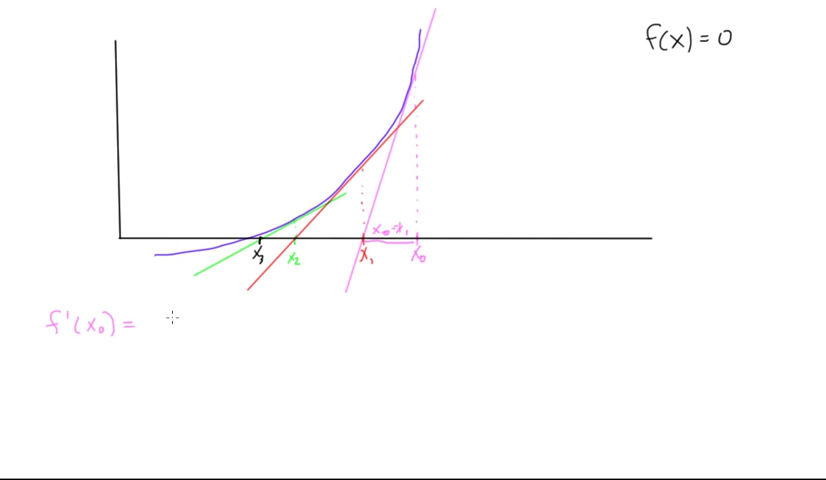 f(x) = 0
x₀-x₁
x₃ x₂ x₁ x₀
f'(x₀) =